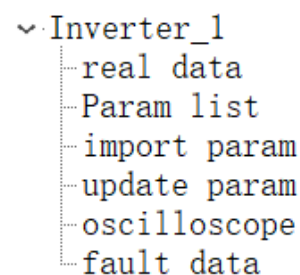 Inverter_1
real data
Param list
import param
update param
oscilloscope
fault data